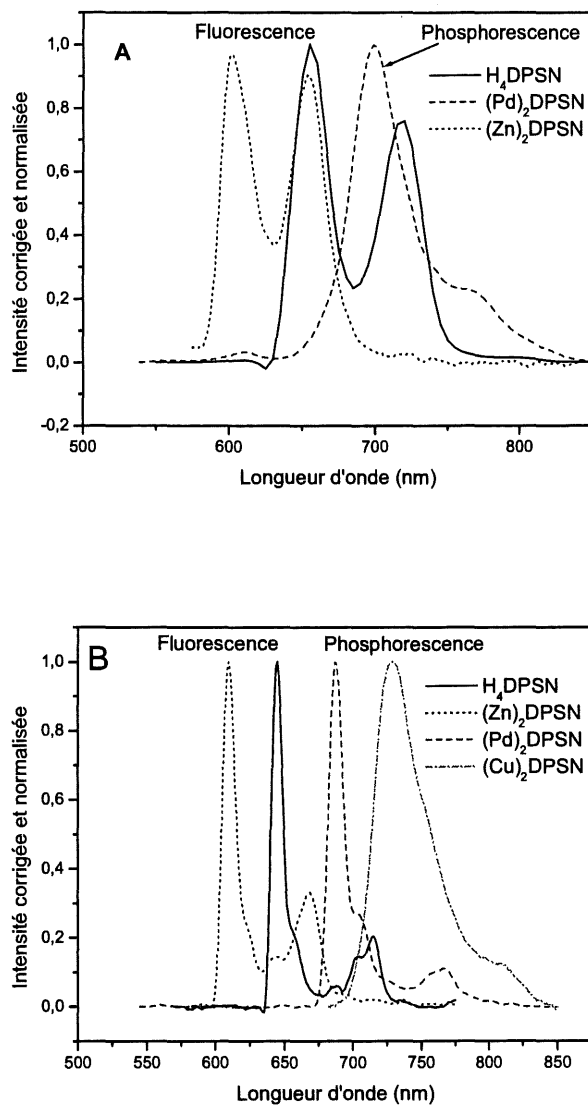 A
Fluorescence
Phosphorescence
H4DPSN
(Pd)2DPSN
(Zn)2DPSN
Intensité corrigée et normalisée
1,0
0,8
0,6
0,4
0,2
0,0
-0,2
500 600 700 800
Longueur d'onde (nm)
B
Fluorescence Phosphorescence
H4DPSN
(Zn)2DPSN
(Pd)2DPSN
(Cu)2DPSN
Intensité corrigée et normalisée
1,0
0,8
0,6
0,4
0,2
0,0
500 550 600 650 700 750 800 850
Longueur d'onde (nm)